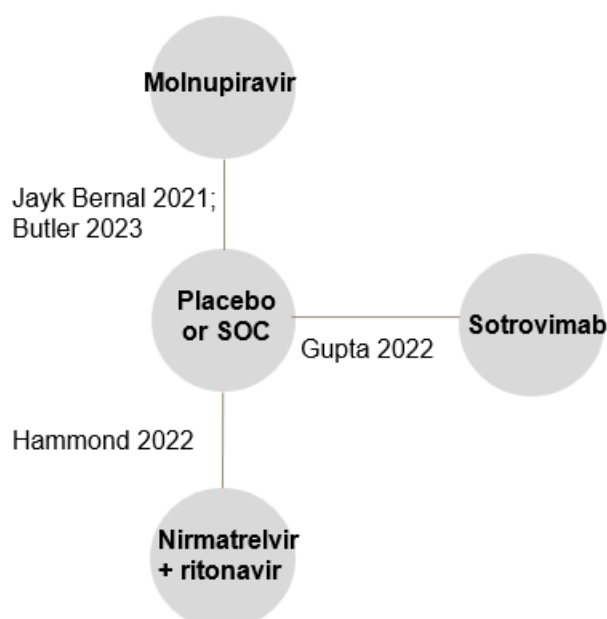 Molnupiravir
Jayk Bernal 2021;
Butler 2023
Placebo
or SOC
Gupta 2022
Sotrovimab
Hammond 2022
Nirmatrelvir
+ ritonavir